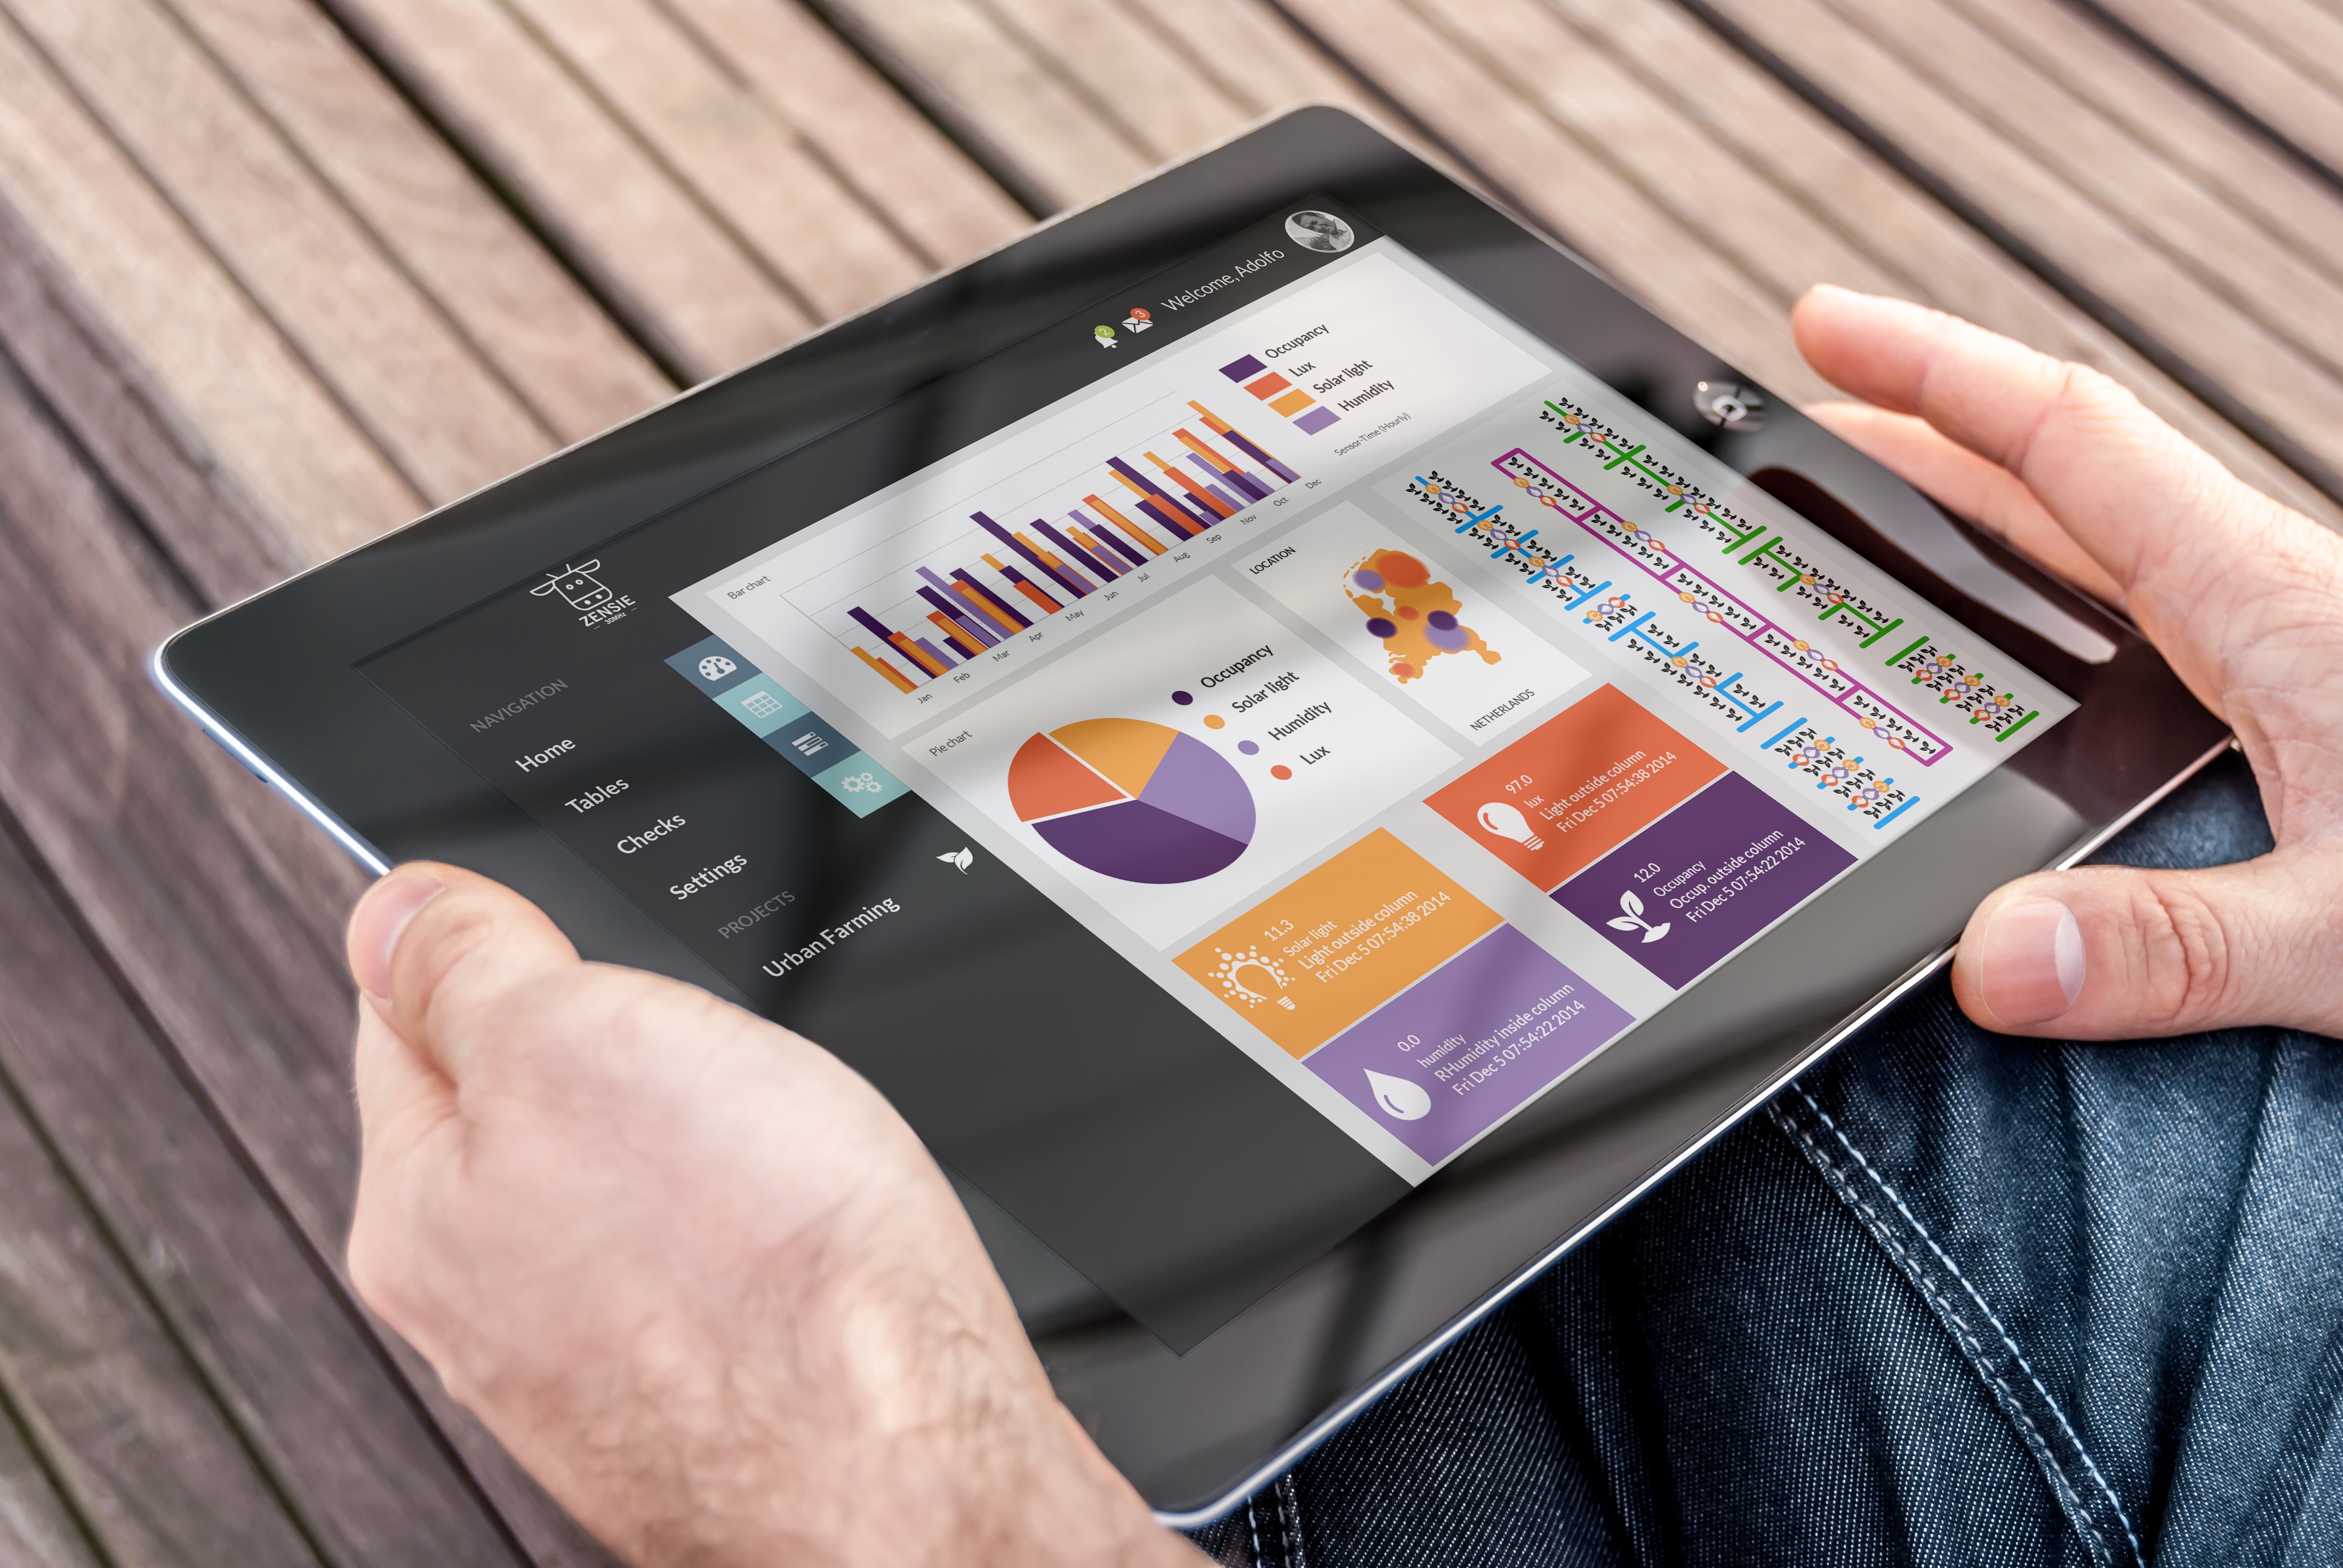 ZENSIE
30MHz
2
3
Welcome, Adolfo
NAVIGATION
Home
Tables
Checks
Settings
PROJECTS
Urban Farming
Bar chart
Occupancy
Lux
Solar light
Humidity
Sensor-Time (Hourly)
Jan
Feb
Mar
Apr
May
Jun
Jul
Aug
Sep
Nov
Oct
Dec
Pie chart
Occupancy
Solar light
Humidity
Lux
LOCATION
NETHERLANDS
11.3
Solar light
Light outside column
Fri Dec 5 07:54:38 2014
97.0
lux
Light outside column
Fri Dec 5 07:54:38 2014
0.0
humidity
RHumidity inside column
Fri Dec 5 07:54:22 2014
12.0
Occupancy
Occup. outside column
Fri Dec 5 07:54:22 2014